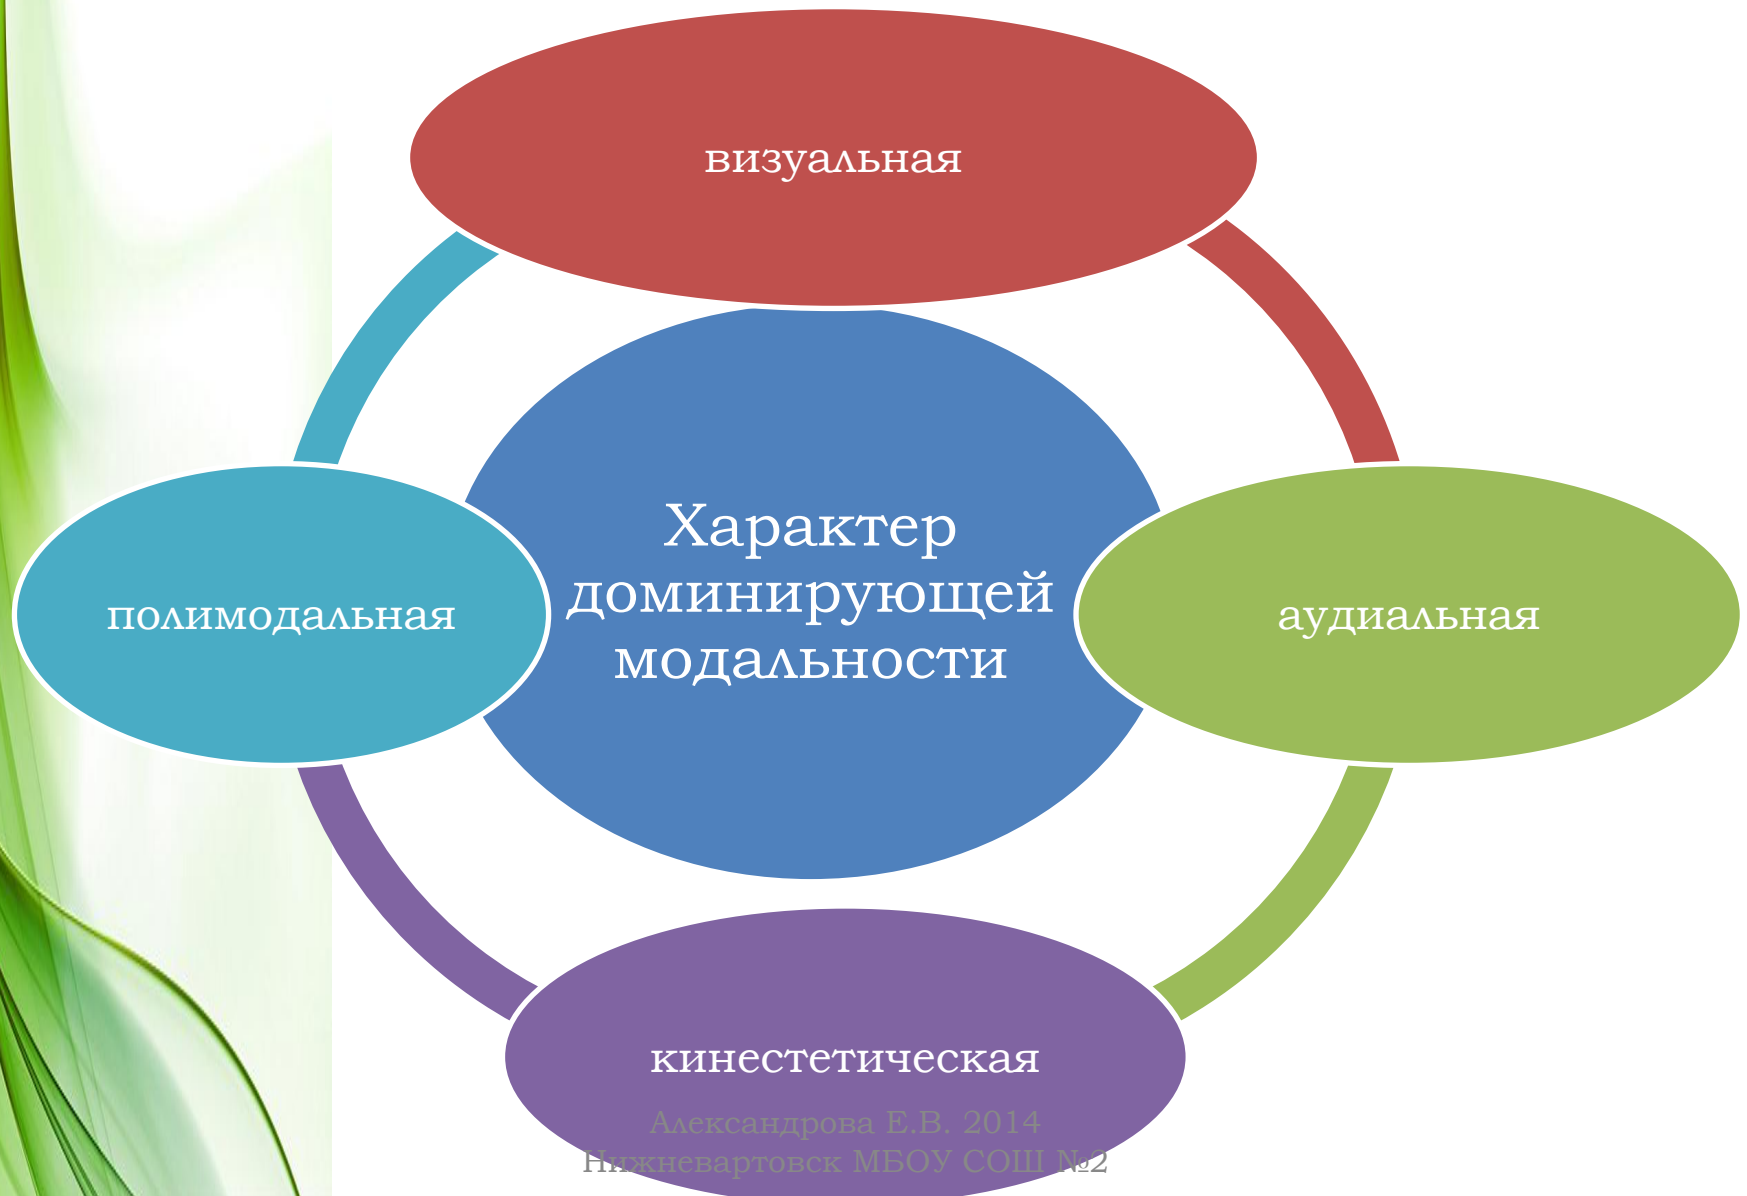 визуальная
Характер
доминирующей
модальности
полимодальная
аудиальная
кинестетическая
Александрова Е.В. 2014
Нижневартовск МБОУ СОШ №2